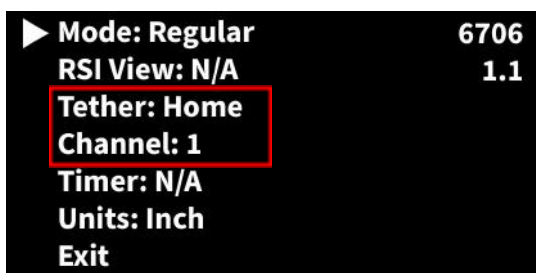 Mode: Regular 6706
RSI View: N/A 1.1
Tether: Home
Channel: 1
Timer: N/A
Units: Inch
Exit